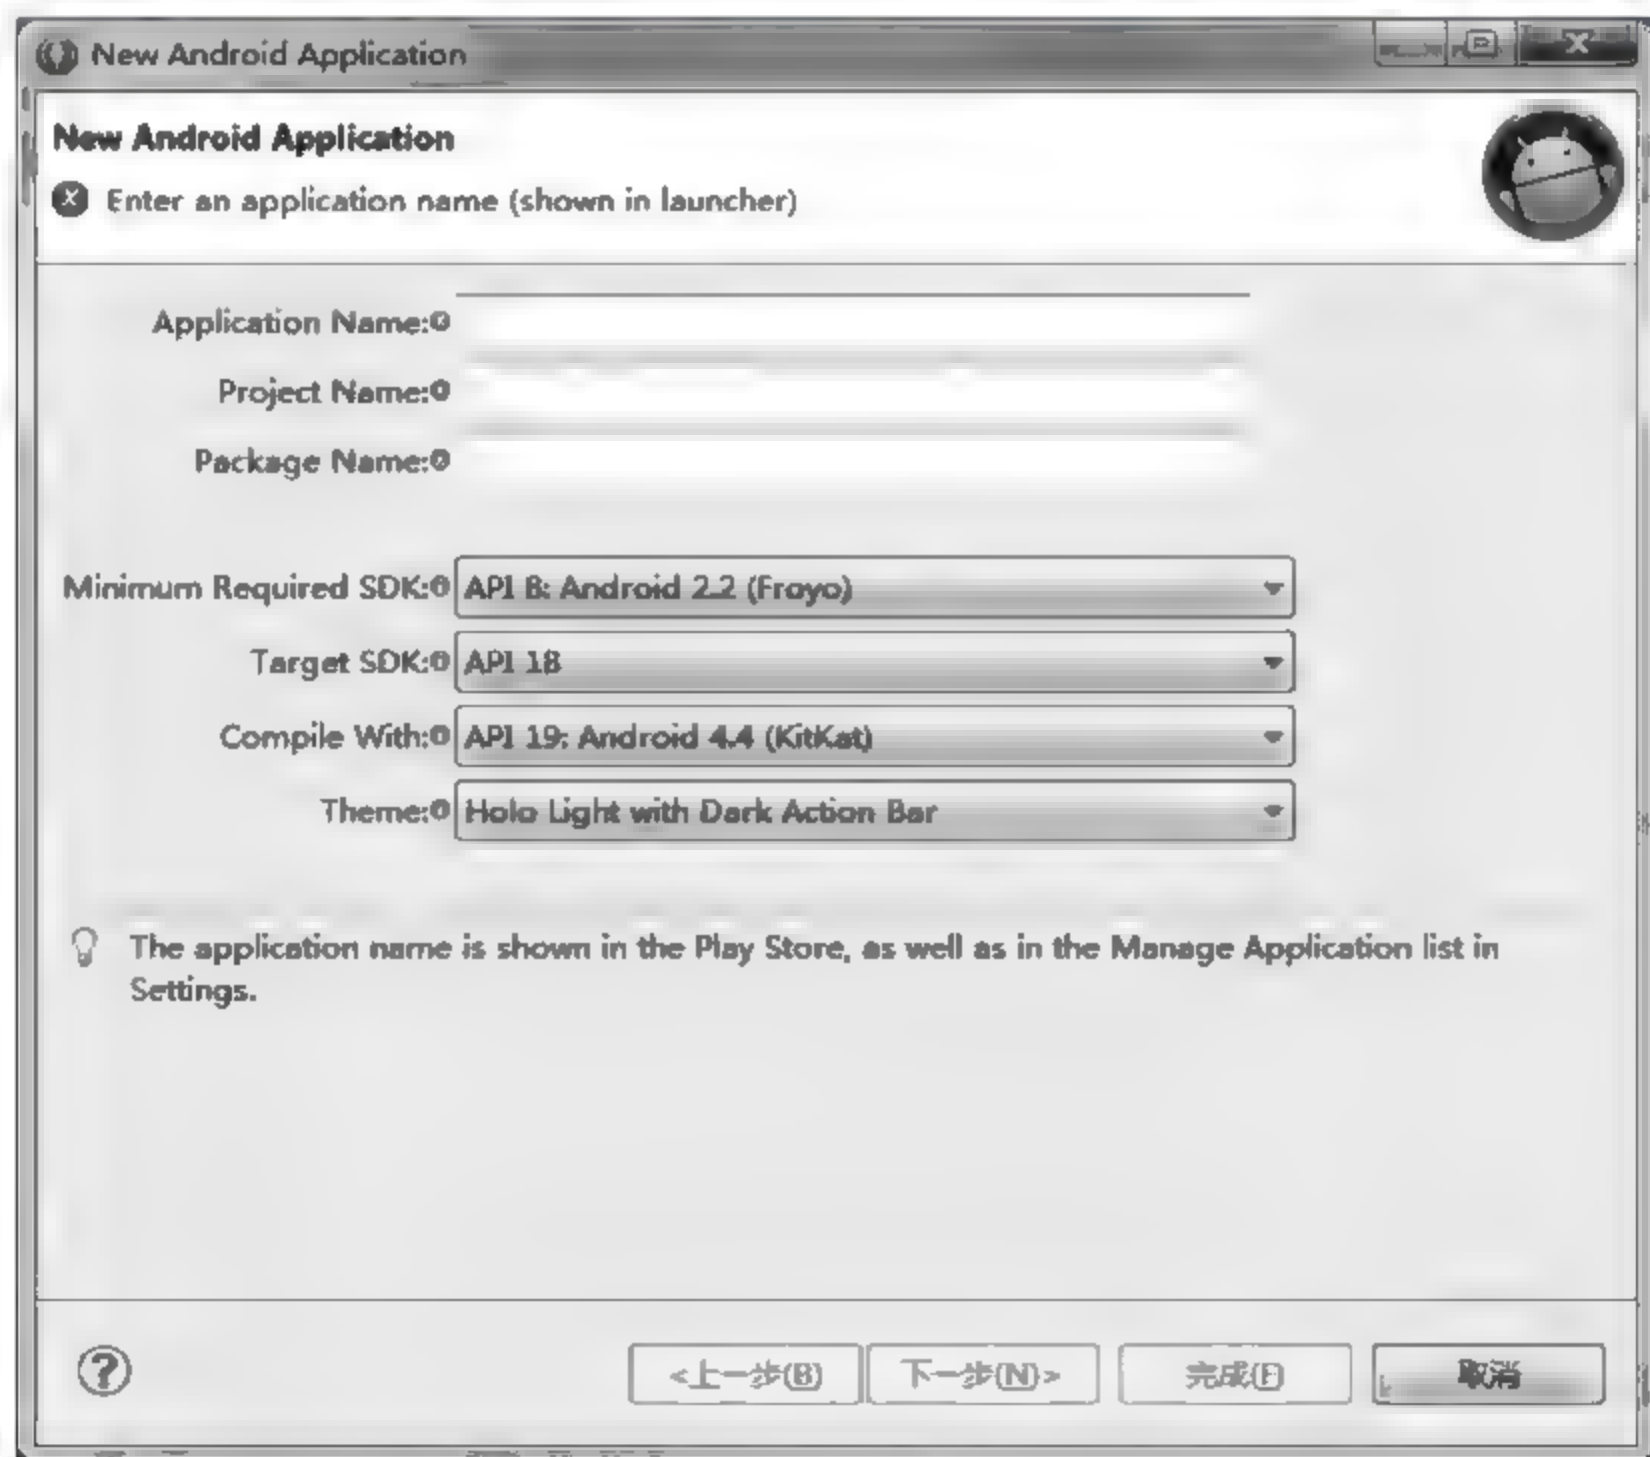 New Android Application
New Android Application
Enter an application name (shown in launcher)
Application Name:
Project Name:
Package Name:
Minimum Required SDK: API 8: Android 2.2 (Froyo)
Target SDK: API 18
Compile With: API 19: Android 4.4 (KitKat)
Theme: Holo Light with Dark Action Bar
The application name is shown in the Play Store, as well as in the Manage Application list in
Settings.
<上一步(B) 下一步(N)> 完成(F) 取消